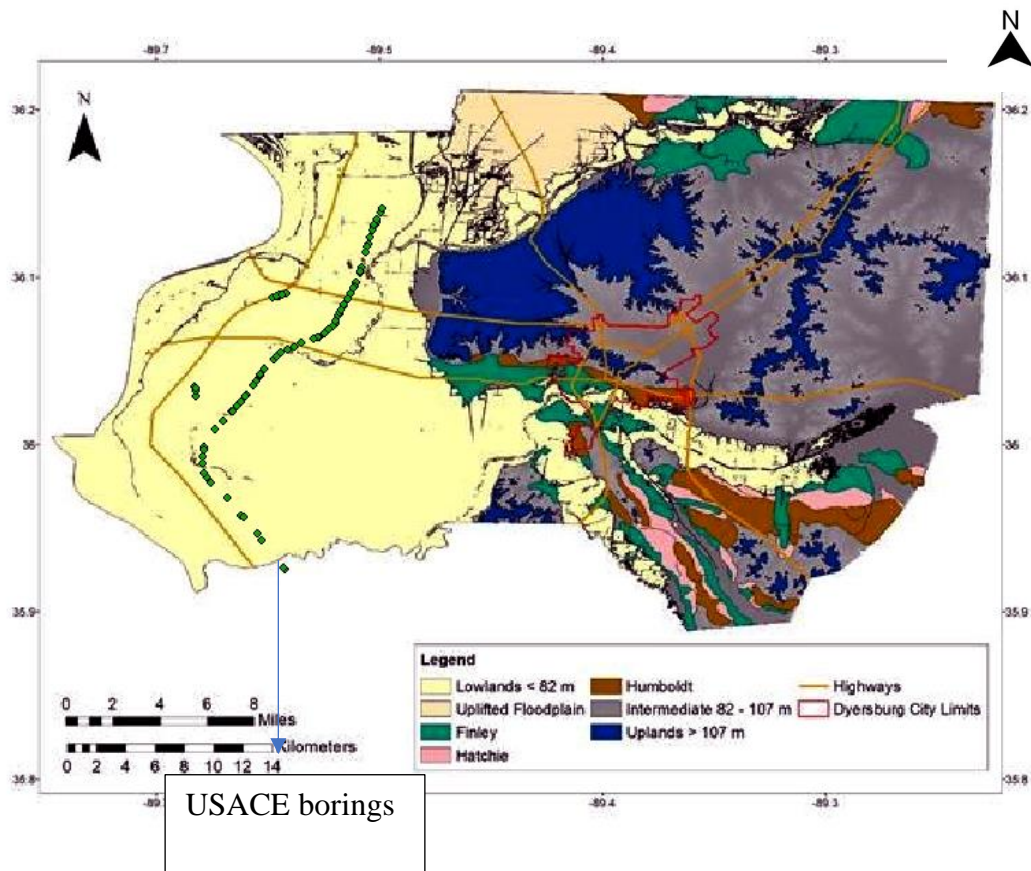 N
-89.7 -89.5 -89.4 -89.3
36.2 36.2
N
36.1 36.1
36 36
35.9 35.9
Legend
Lowlands < 82 m Humboldt Highways
Uplifted Floodplain Intermediate 82 - 107 m Dyersburg City Limits
Finley Uplands > 107 m
Hatchie
0 2 4 6 8
Miles
Kilometers
0 2 4 6 8 10 12 14
35.8 35.8
-89.4 -89.3
USACE borings